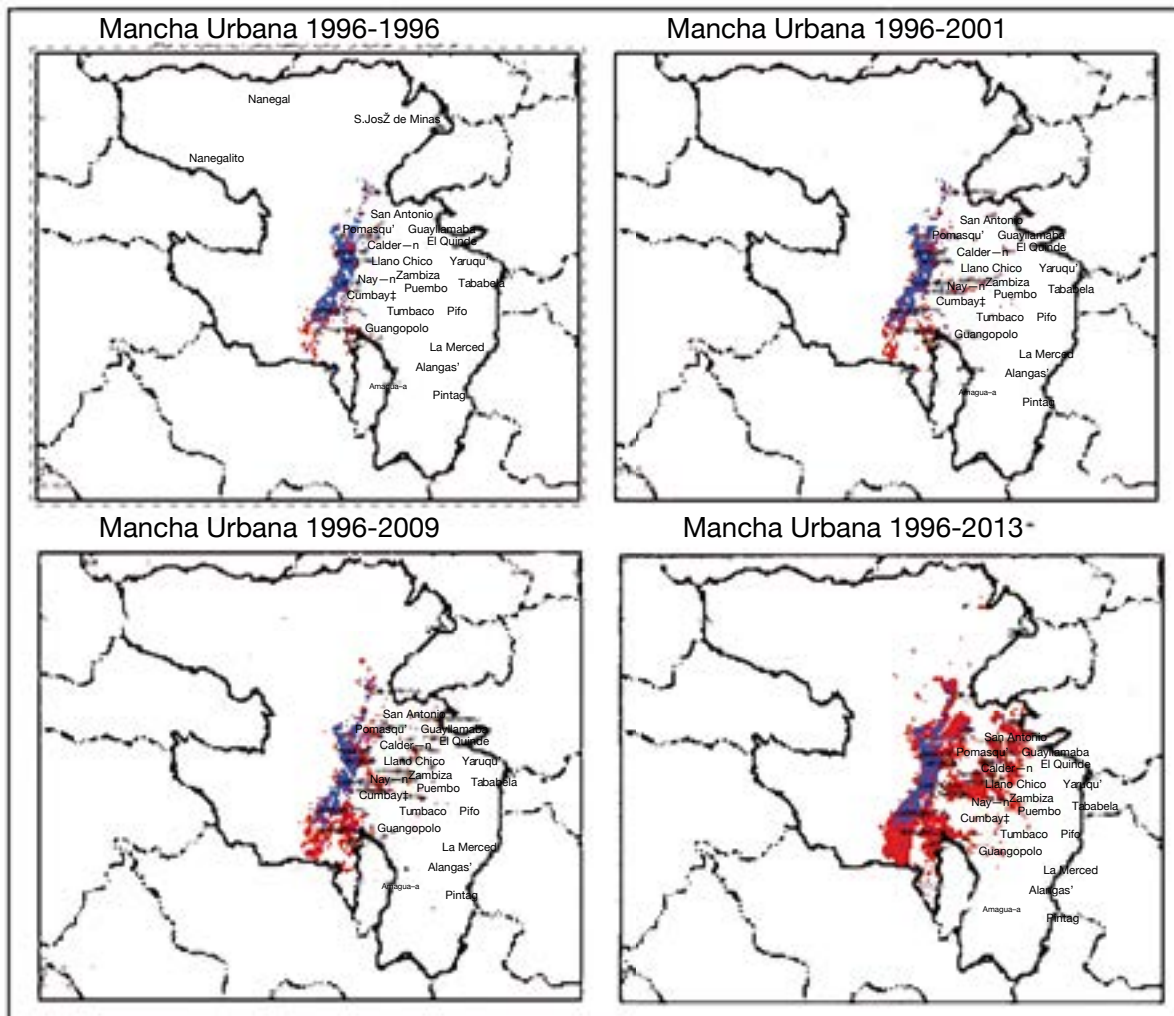 Mancha Urbana 1996-1996
Nanegal
S.JosŽ de Minas
Nanegalito
San Antonio
Pomasqu’ Guayllamaba
Calder—n El Quinde
Llano Chico Yaruqu’
Nay—n Zambiza Tababela
Cumbay‡ Puembo
Tumbaco Pifo
Guangopolo
La Merced
Alangas’
Amagua–a
Pintag
Mancha Urbana 1996-2001
San Antonio
Pomasqu’ Guayllamaba
Calder—n El Quinde
Llano Chico Yaruqu’
Nay—n Zambiza Tababela
Cumbay‡ Puembo
Tumbaco Pifo
Guangopolo
La Merced
Alangas’
Amagua–a
Pintag
Mancha Urbana 1996-2009
San Antonio
Pomasqu’ Guayllamaba
Calder—n El Quinde
Llano Chico Yaruqu’
Nay—n Zambiza Tababela
Cumbay‡ Puembo
Tumbaco Pifo
Guangopolo
La Merced
Alangas’
Amagua–a
Pintag
Mancha Urbana 1996-2013
San Antonio
Pomasqu’ Guayllamaba
Calder—n El Quinde
Llano Chico Yaruqu’
Nay—n Zambiza Tababela
Cumbay‡ Puembo
Tumbaco Pifo
Guangopolo
La Merced
Alangas’
Amagua–a
Pintag